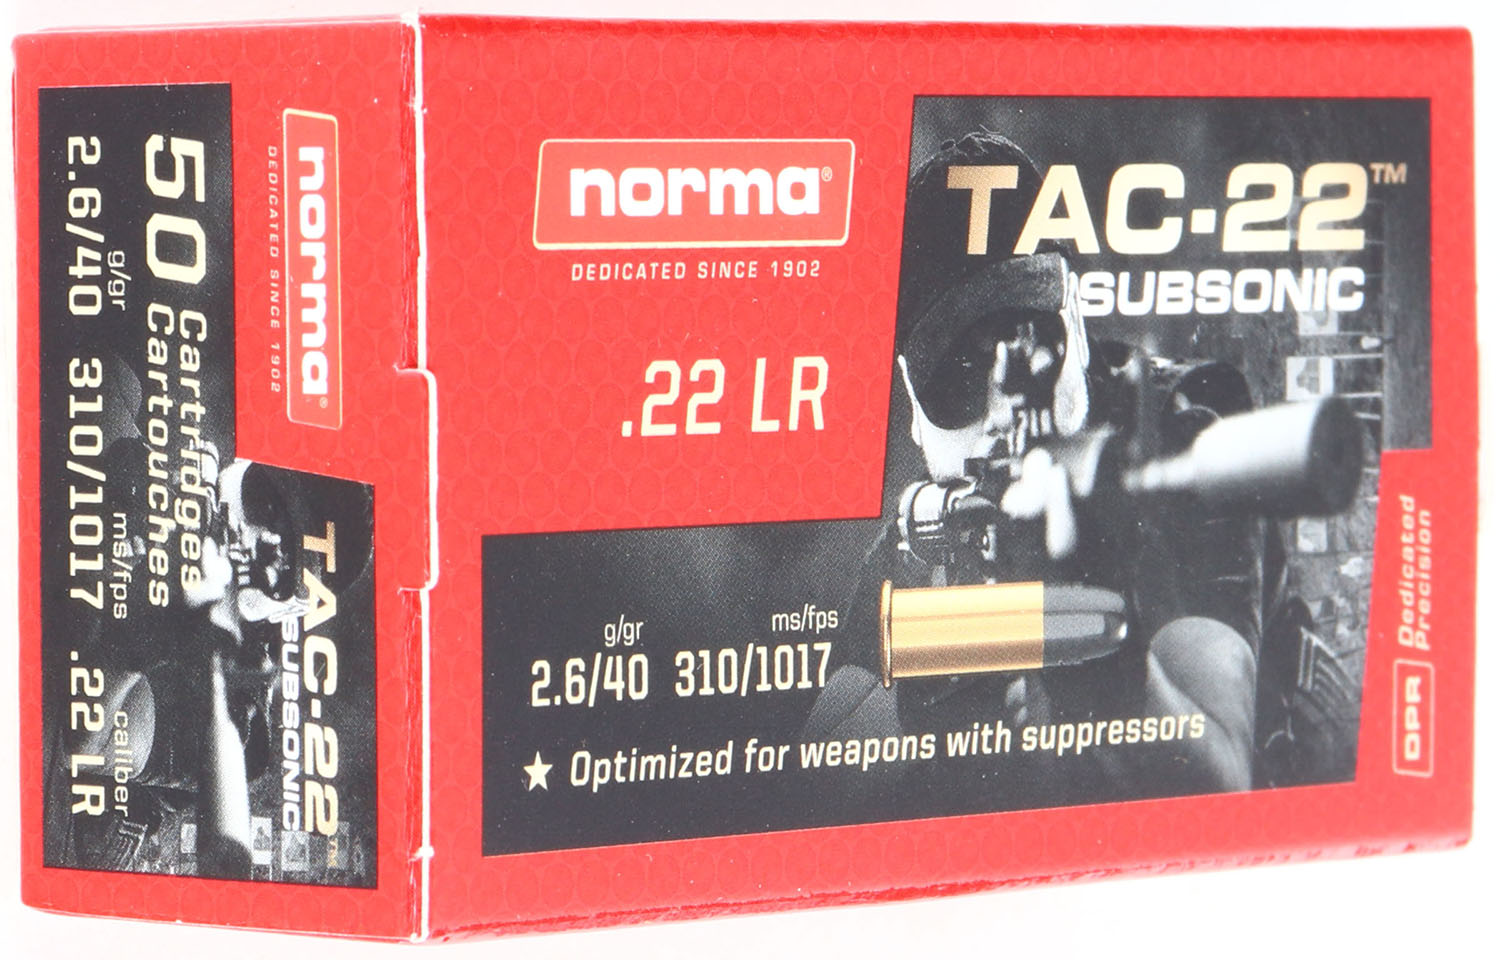 norma®
DEDICATED SINCE 1902
50 Cartridges
Cartouches
g/gr
ms/fps
caliber
2.6/40 310/1017 .22 LR
TAC-22™
SUBSONIC
norma®
DEDICATED SINCE 1902
.22 LR
TAC-22™
SUBSONIC
g/gr
ms/fps
2.6/40 310/1017
★ Optimized for weapons with suppressors
DPR
Dedicated
Precision